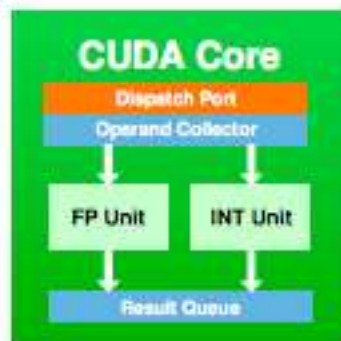 CUDA Core
Dispatch Port
Operand Collector
FP Unit
INT Unit
Result Queue